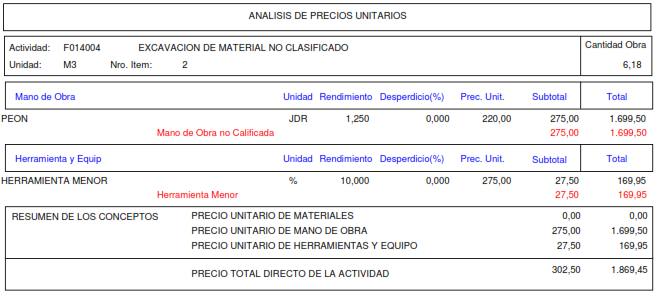 ANALISIS DE PRECIOS UNITARIOS
Actividad: F014004 EXCAVACION DE MATERIAL NO CLASIFICADO Cantidad Obra
Unidad: M3 Nro. Item: 2 6,18
Mano de Obra Unidad Rendimiento Desperdicio(%) Prec. Unit. Subtotal Total
PEON JDR 1,250 0,000 220,00 275,00 1.699,50
Mano de Obra no Calificada 275,00 1.699,50
Herramienta y Equip Unidad Rendimiento Desperdicio(%) Prec. Unit. Subtotal Total
HERRAMIENTA MENOR % 10,000 0,000 275,00 27,50 169,95
Herramienta Menor 27,50 169,95
RESUMEN DE LOS CONCEPTOS PRECIO UNITARIO DE MATERIALES 0,00 0,00
PRECIO UNITARIO DE MANO DE OBRA 275,00 1.699,50
PRECIO UNITARIO DE HERRAMIENTAS Y EQUIPO 27,50 169,95
PRECIO TOTAL DIRECTO DE LA ACTIVIDAD 302,50 1.869,45